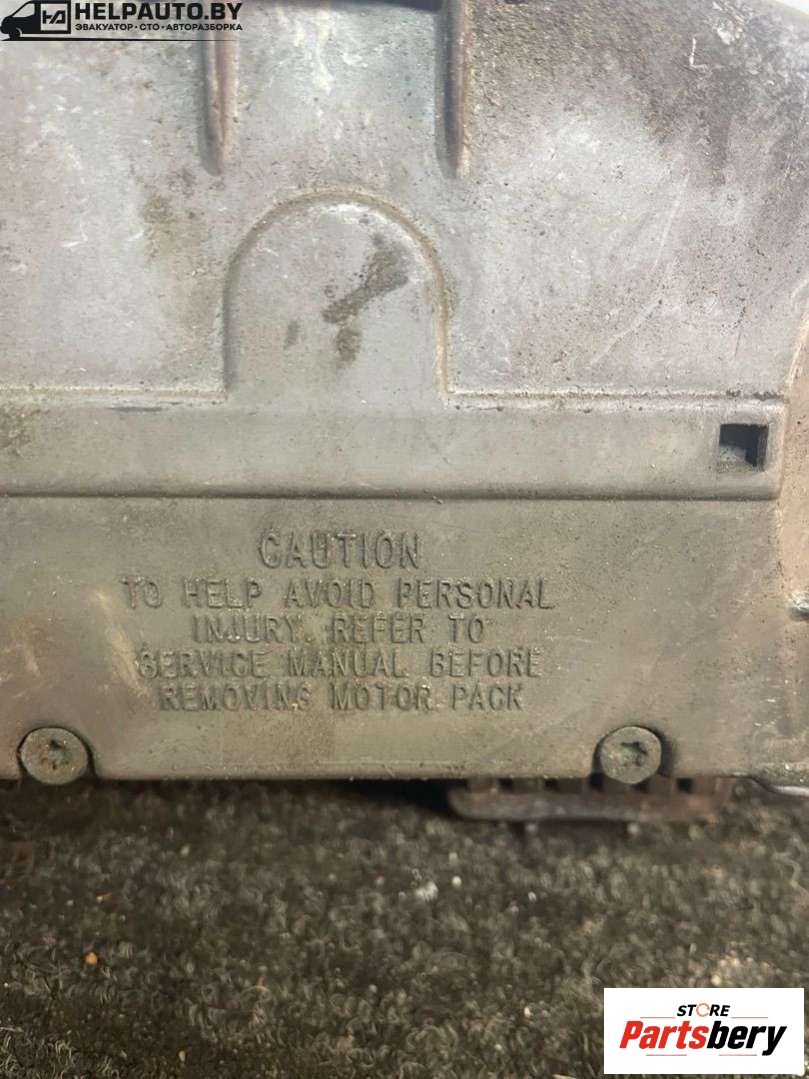 HELPAUTO.BY
ЭВАКУАТОР • СТО • АВТОРАЗБОРКА
CAUTION
TO HELP AVOID PERSONAL
INJURY, REFER TO
SERVICE MANUAL BEFORE
REMOVING MOTOR PACK
STORE
Partsbery